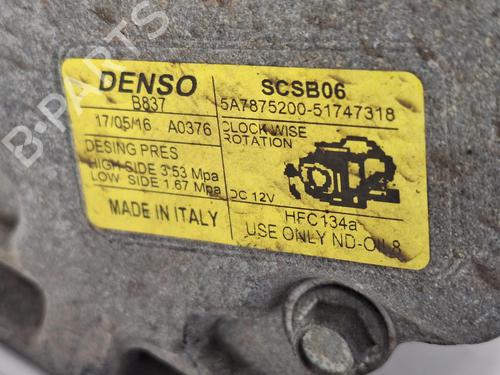 DENSO
B837
17/05/16 A0376
DESING PRES
HIGH SIDE 3.53 Mpa
LOW SIDE 1.67 Mpa
MADE IN ITALY
SCSB06
5A7875200-51747318
CLOCK WISE
ROTATION
DC 12V
HFC134a
USE ONLY ND-OIL8
B-PARTS